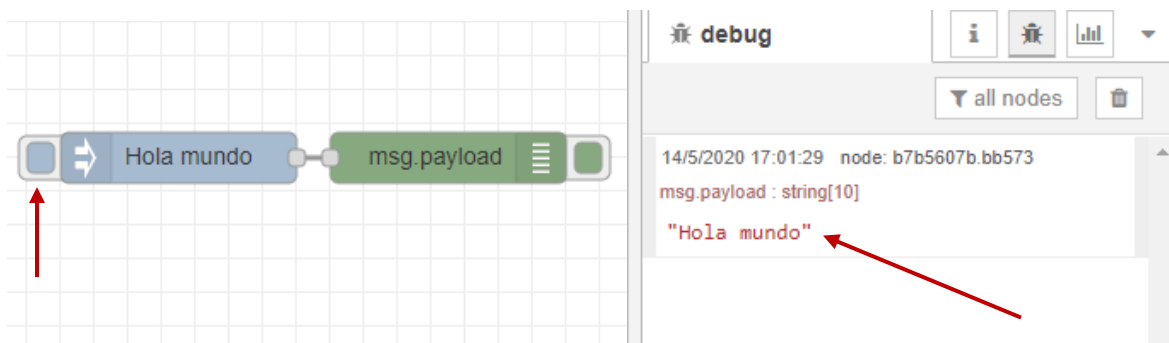 Hola mundo
msg.payload
debug
i
all nodes
14/5/2020 17:01:29 node: b7b5607b.bb573
msg.payload : string[10]
"Hola mundo"